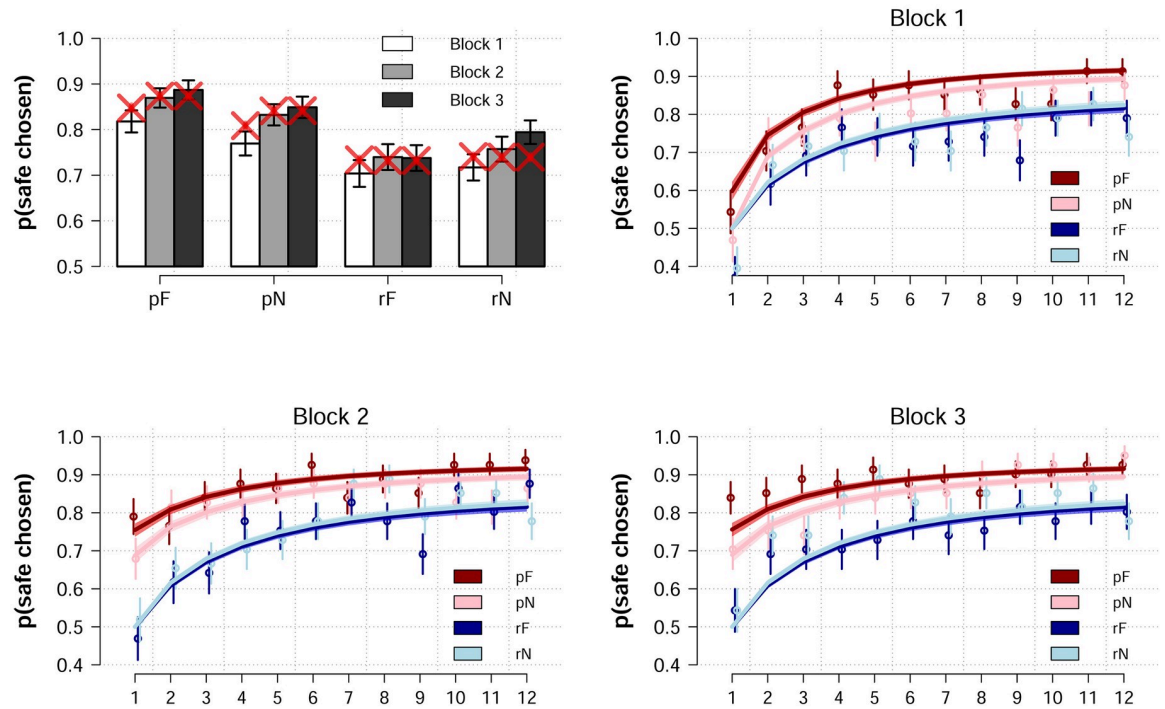 p(safe chosen)
1.0
0.9
0.8
0.7
0.6
0.5
Block 1
Block 2
Block 3
pF pN rF rN
Block 1
p(safe chosen)
1.0
0.9
0.8
0.7
0.6
0.5
0.4
pF
pN
rF
rN
1 2 3 4 5 6 7 8 9 10 11 12
Block 2
p(safe chosen)
1.0
0.9
0.8
0.7
0.6
0.5
0.4
pF
pN
rF
rN
1 2 3 4 5 6 7 8 9 10 11 12
Block 3
p(safe chosen)
1.0
0.9
0.8
0.7
0.6
0.5
0.4
pF
pN
rF
rN
1 2 3 4 5 6 7 8 9 10 11 12